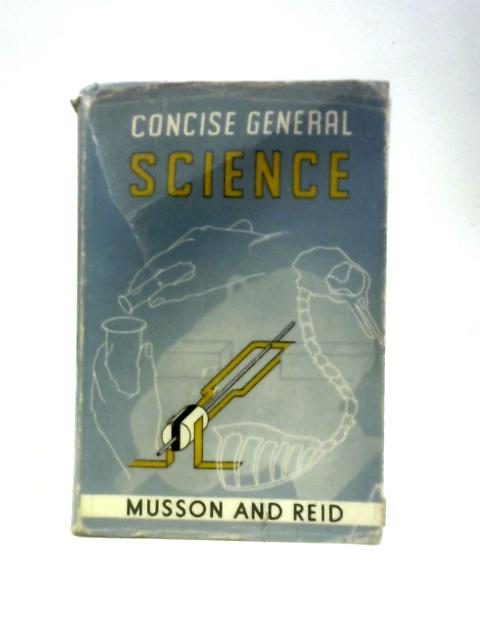 CONCISE GENERAL
SCIENCE
MUSSON AND REID